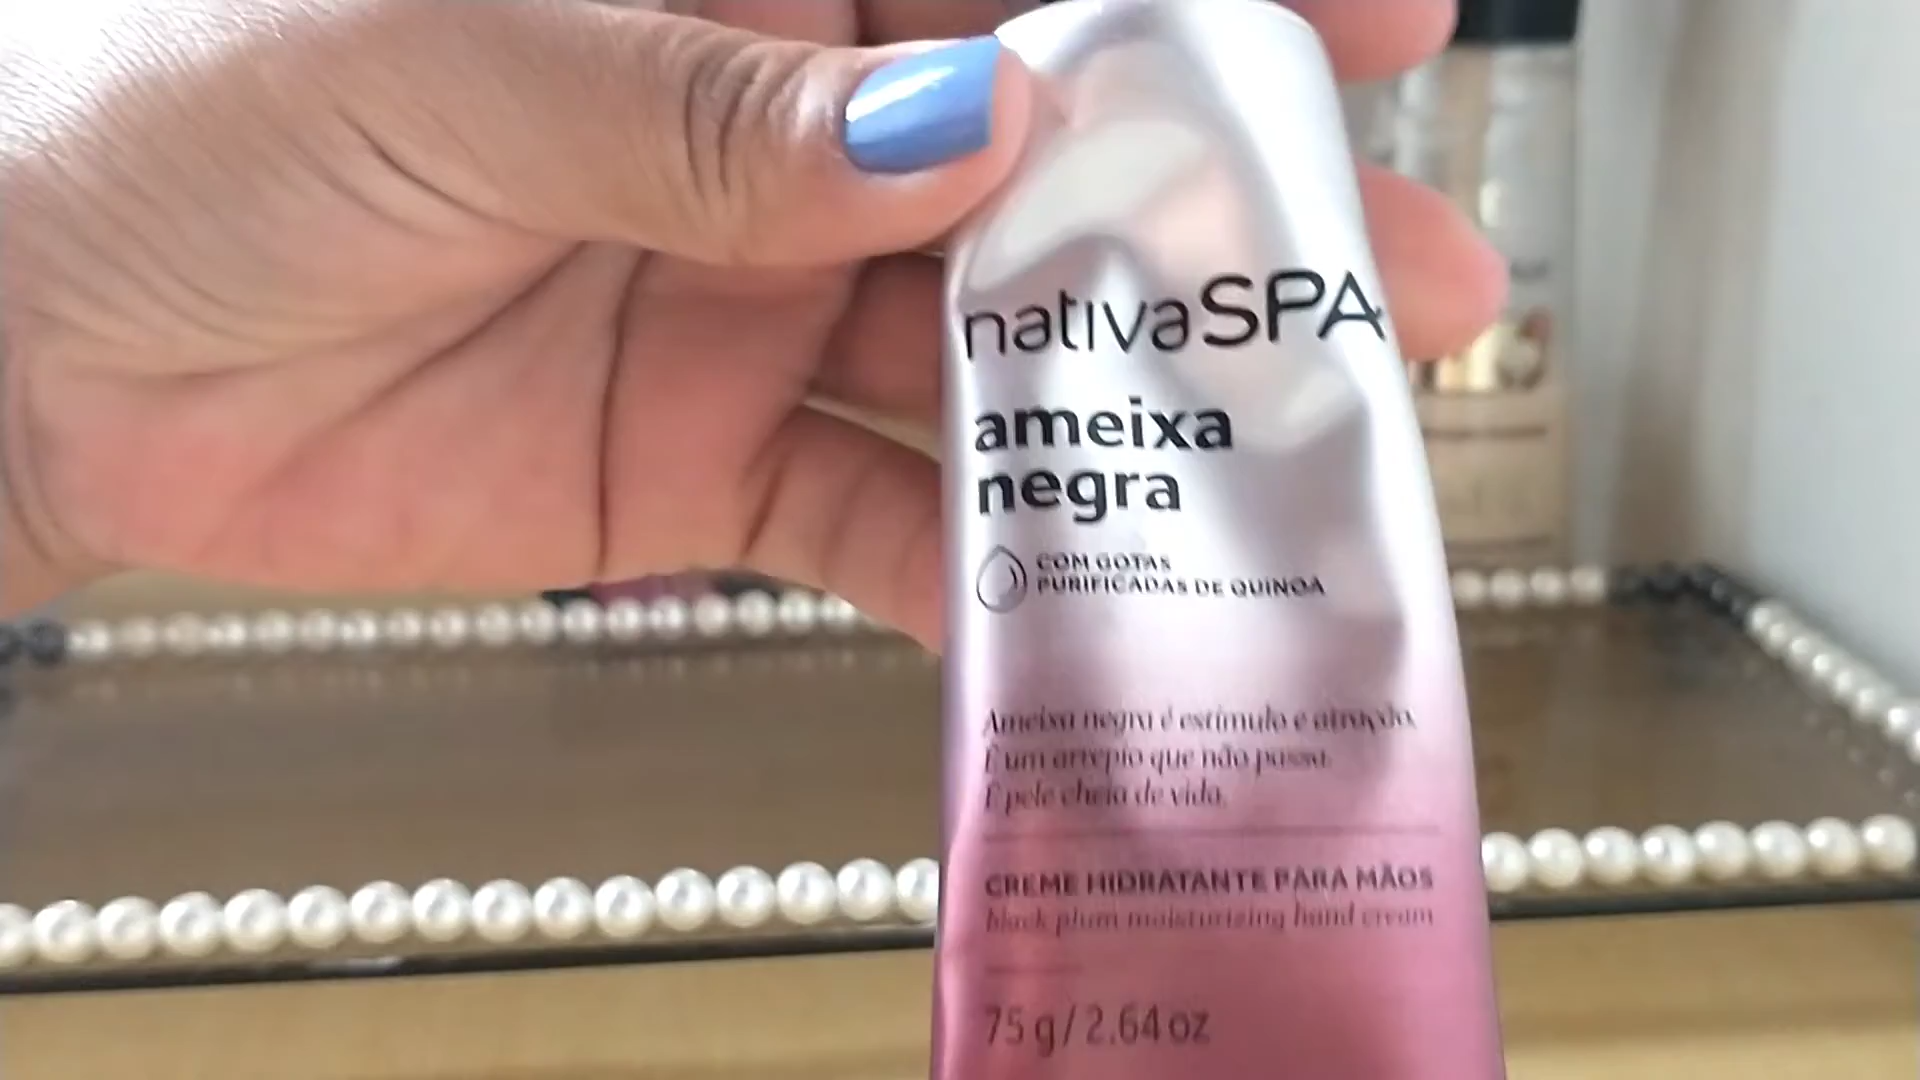 nativaSPA
ameixa
negra
COM GOTAS
PURIFICADAS DE QUINOA
Ameixa negra é estímulo e atração.
É um arrepio que não passa.
É pele cheia de vida.
CREME HIDRATANTE PARA MÃOS
black plum moisturizing hand cream
75 g / 2.64 oz